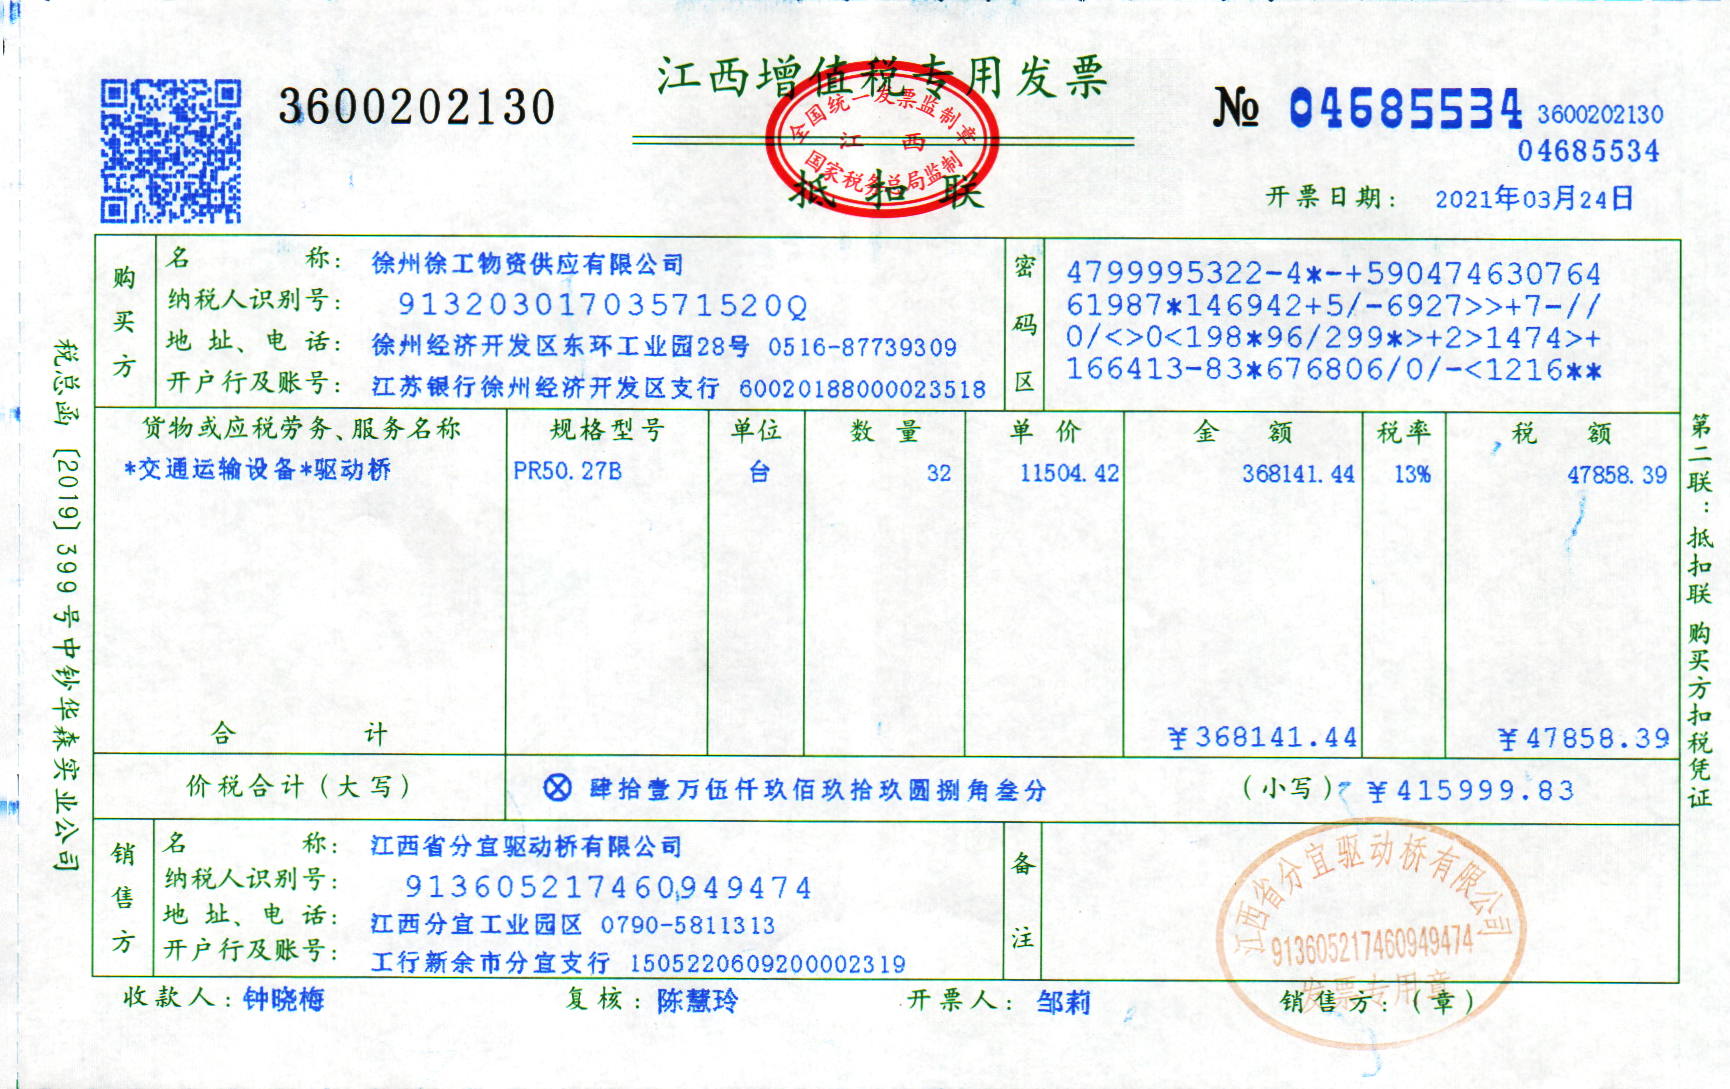 江西增值税专用发票
3600202130
№ 04685534 3600202130
04685534
全国统一发票监制章
江 西
国家税务总局监制
抵 扣 联
开票日期： 2021年03月24日
购买方
名 称： 徐州徐工物资供应有限公司
纳税人识别号： 91320301703571520Q
地 址、电 话： 徐州经济开发区东环工业园28号 0516-87739309
开户行及账号： 江苏银行徐州经济开发区支行 60020188000023518
密码区
4799995322-4*-+590474630764
61987*146942+5/-6927>>+7-//
0/<>0<198*96/299*>+2>1474>+
166413-83*676806/0/-<1216**
货物或应税劳务、服务名称 规格型号 单位 数 量 单 价 金 额 税率 税 额
*交通运输设备*驱动桥 PR50.27B 台 32 11504.42 368141.44 13% 47858.39
合 计 ￥368141.44 ￥47858.39
价税合计（大写） ⊗ 肆拾壹万伍仟玖佰玖拾玖圆捌角叁分 （小写） ￥415999.83
销售方
名 称： 江西省分宜驱动桥有限公司
纳税人识别号： 913605217460949474
地 址、电 话： 江西分宜工业园区 0790-5811313
开户行及账号： 工行新余市分宜支行 1505220609200002319
备注
江西省分宜驱动桥有限公司
913605217460949474
发票专用章
收款人：钟晓梅 复核：陈慧玲 开票人：邹莉 销售方：（章）
税总函 [2019] 399号中钞华森实业公司
第二联：抵扣联 购买方扣税凭证